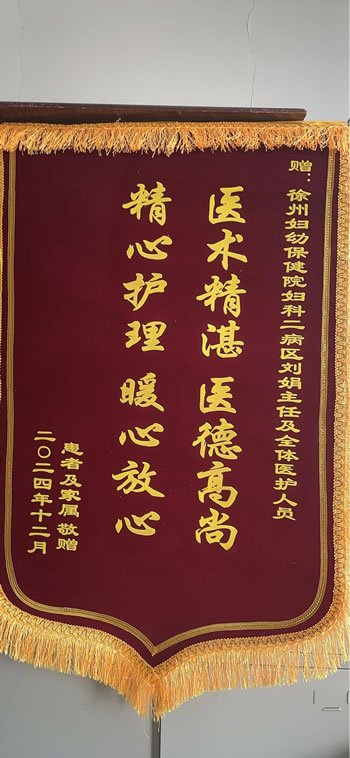 赠：徐州妇幼保健院妇科二病区刘娟主任及全体医护人员
医术精湛 医德高尚
精心护理 暖心放心
患者及家属 敬赠
二〇二四年十二月